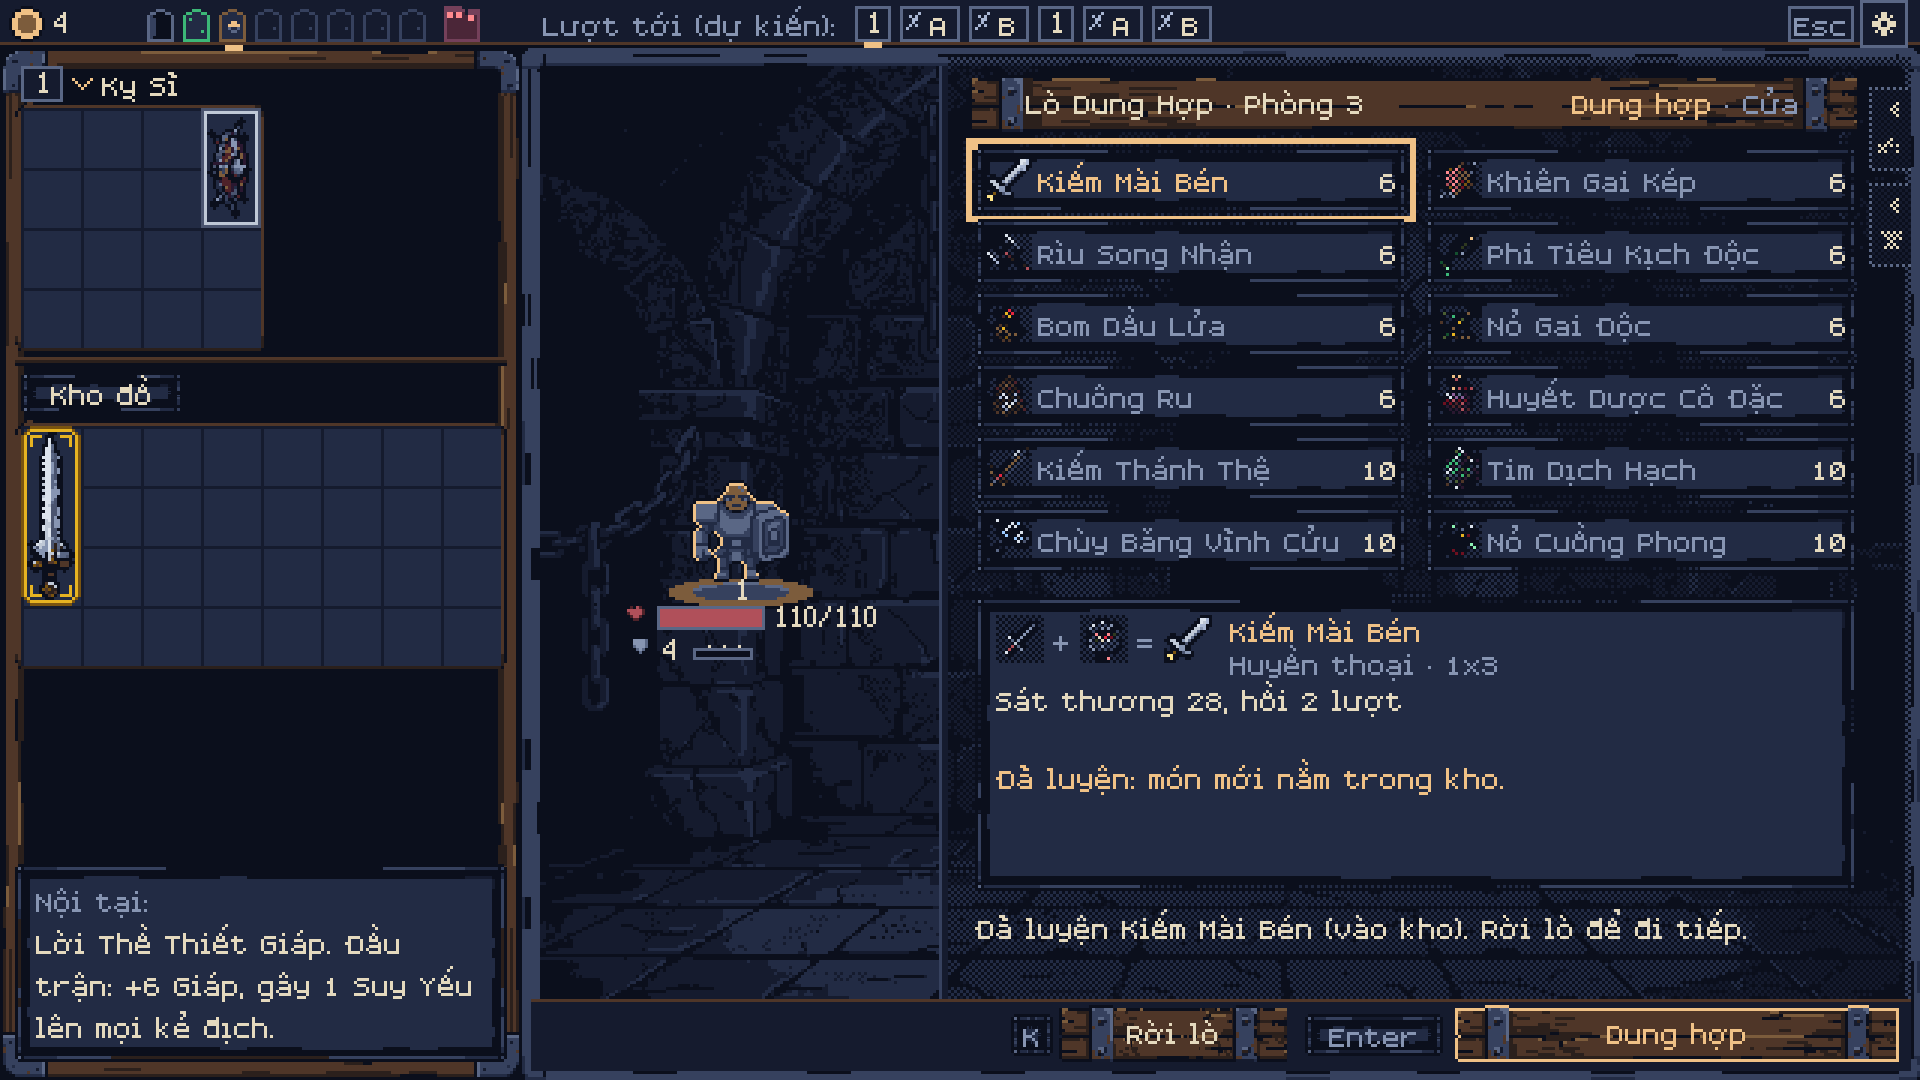 4
Lượt tới (dự kiến): 1 A B 1 A B
Esc
1 Kỵ Sĩ
Kho đồ
Nội tại:
Lời Thề Thiết Giáp. Đầu
trận: +6 Giáp, gây 1 Suy Yếu
lên mọi kẻ địch.
1
110/110
4
Lò Dung Hợp · Phòng 3
Dung hợp · Cửa
Kiếm Mài Bén 6
Khiên Gai Kép 6
Rìu Song Nhận 6
Phi Tiêu Kịch Độc 6
Bom Dầu Lửa 6
Nỏ Gai Độc 6
Chuông Ru 6
Huyết Dược Cô Đặc 6
Kiếm Thánh Thệ 10
Tim Dịch Hạch 10
Chùy Băng Vĩnh Cửu 10
Nỏ Cuồng Phong 10
+ = Kiếm Mài Bén
Huyền thoại · 1x3
Sát thương 28, hồi 2 lượt
Đã luyện: món mới nằm trong kho.
Đã luyện Kiếm Mài Bén (vào kho). Rời lò để đi tiếp.
K Rời lò
Enter Dung hợp